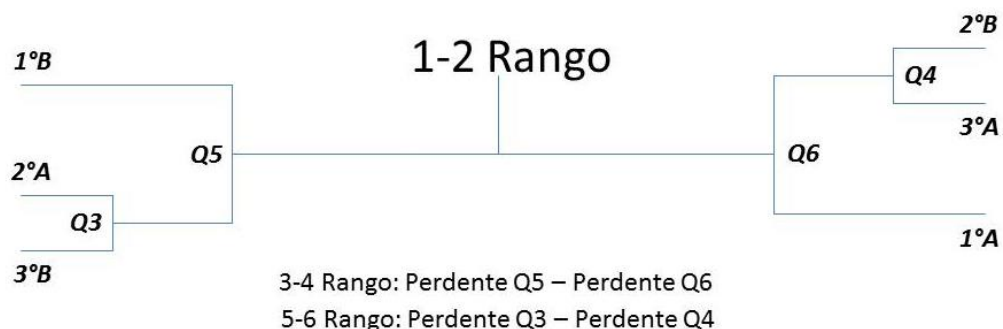 2°B
1-2 Rango
1°B
Q4
3°A
Q5
Q6
2°A
Q3
1°A
3°B
3-4 Rango: Perdente Q5 – Perdente Q6
5-6 Rango: Perdente Q3 – Perdente Q4